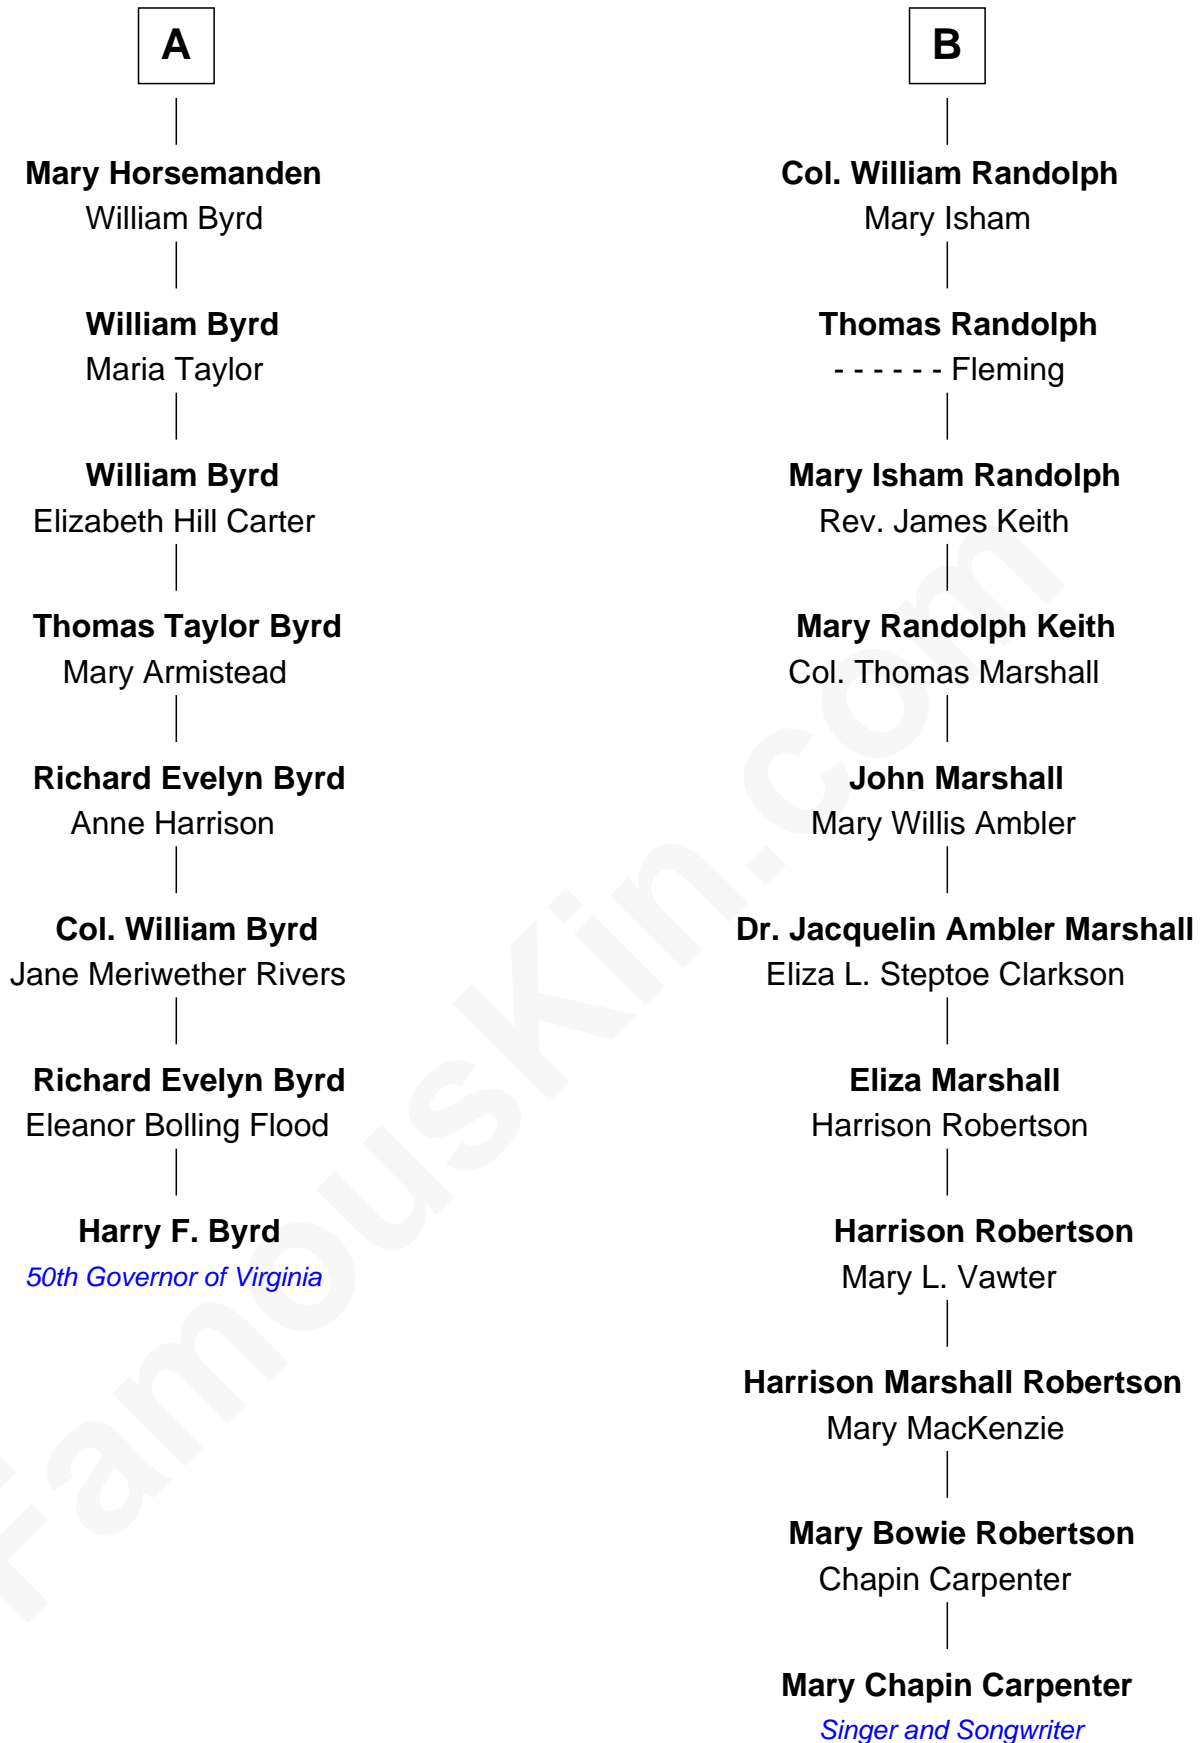 A
Mary Horsemanden
William Byrd
William Byrd
Maria Taylor
William Byrd
Elizabeth Hill Carter
Thomas Taylor Byrd
Mary Armistead
Richard Evelyn Byrd
Anne Harrison
Col. William Byrd
Jane Meriwether Rivers
Richard Evelyn Byrd
Eleanor Bolling Flood
Harry F. Byrd
50th Governor of Virginia
B
Col. William Randolph
Mary Isham
Thomas Randolph
- - - - - - Fleming
Mary Isham Randolph
Rev. James Keith
Mary Randolph Keith
Col. Thomas Marshall
John Marshall
Mary Willis Ambler
Dr. Jacquelin Ambler Marshall
Eliza L. Steptoe Clarkson
Eliza Marshall
Harrison Robertson
Harrison Robertson
Mary L. Vawter
Harrison Marshall Robertson
Mary MacKenzie
Mary Bowie Robertson
Chapin Carpenter
Mary Chapin Carpenter
Singer and Songwriter
FamousKin.com